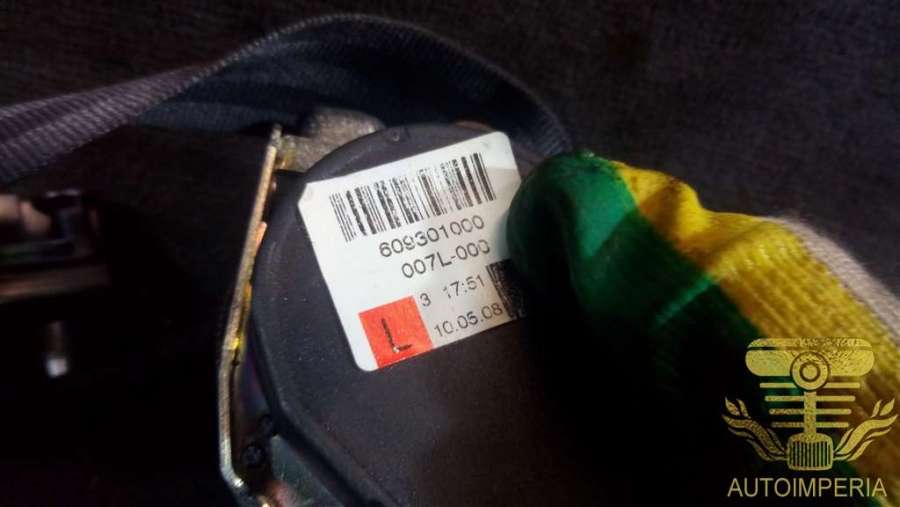 609301000
007L-000
3 17:51
L 10.05.08
AUTOIMPERIA